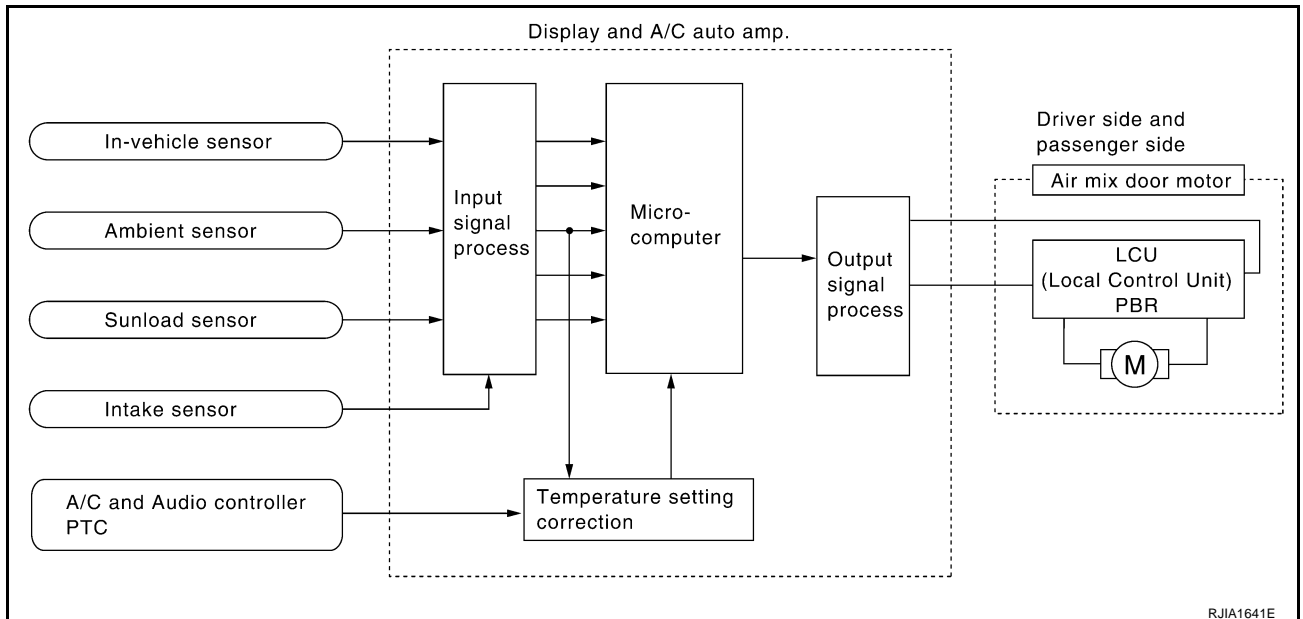 Display and A/C auto amp.
In-vehicle sensor
Ambient sensor
Sunload sensor
Intake sensor
A/C and Audio controller
PTC
Input
signal
process
Micro-
computer
Temperature setting
correction
Output
signal
process
Driver side and
passenger side
Air mix door motor
LCU
(Local Control Unit)
PBR
M
RJIA1641E